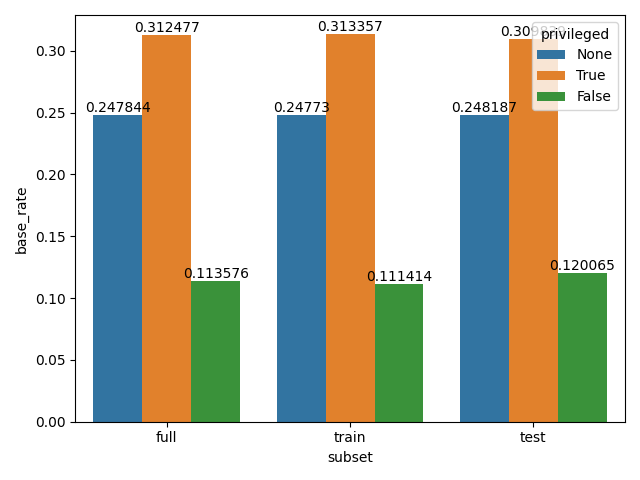 privileged
None
True
False
0.312477
0.313357
0.247844
0.24773
0.248187
0.113576
0.111414
0.120065
base_rate
0.30
0.25
0.20
0.15
0.10
0.05
0.00
full
train
test
subset